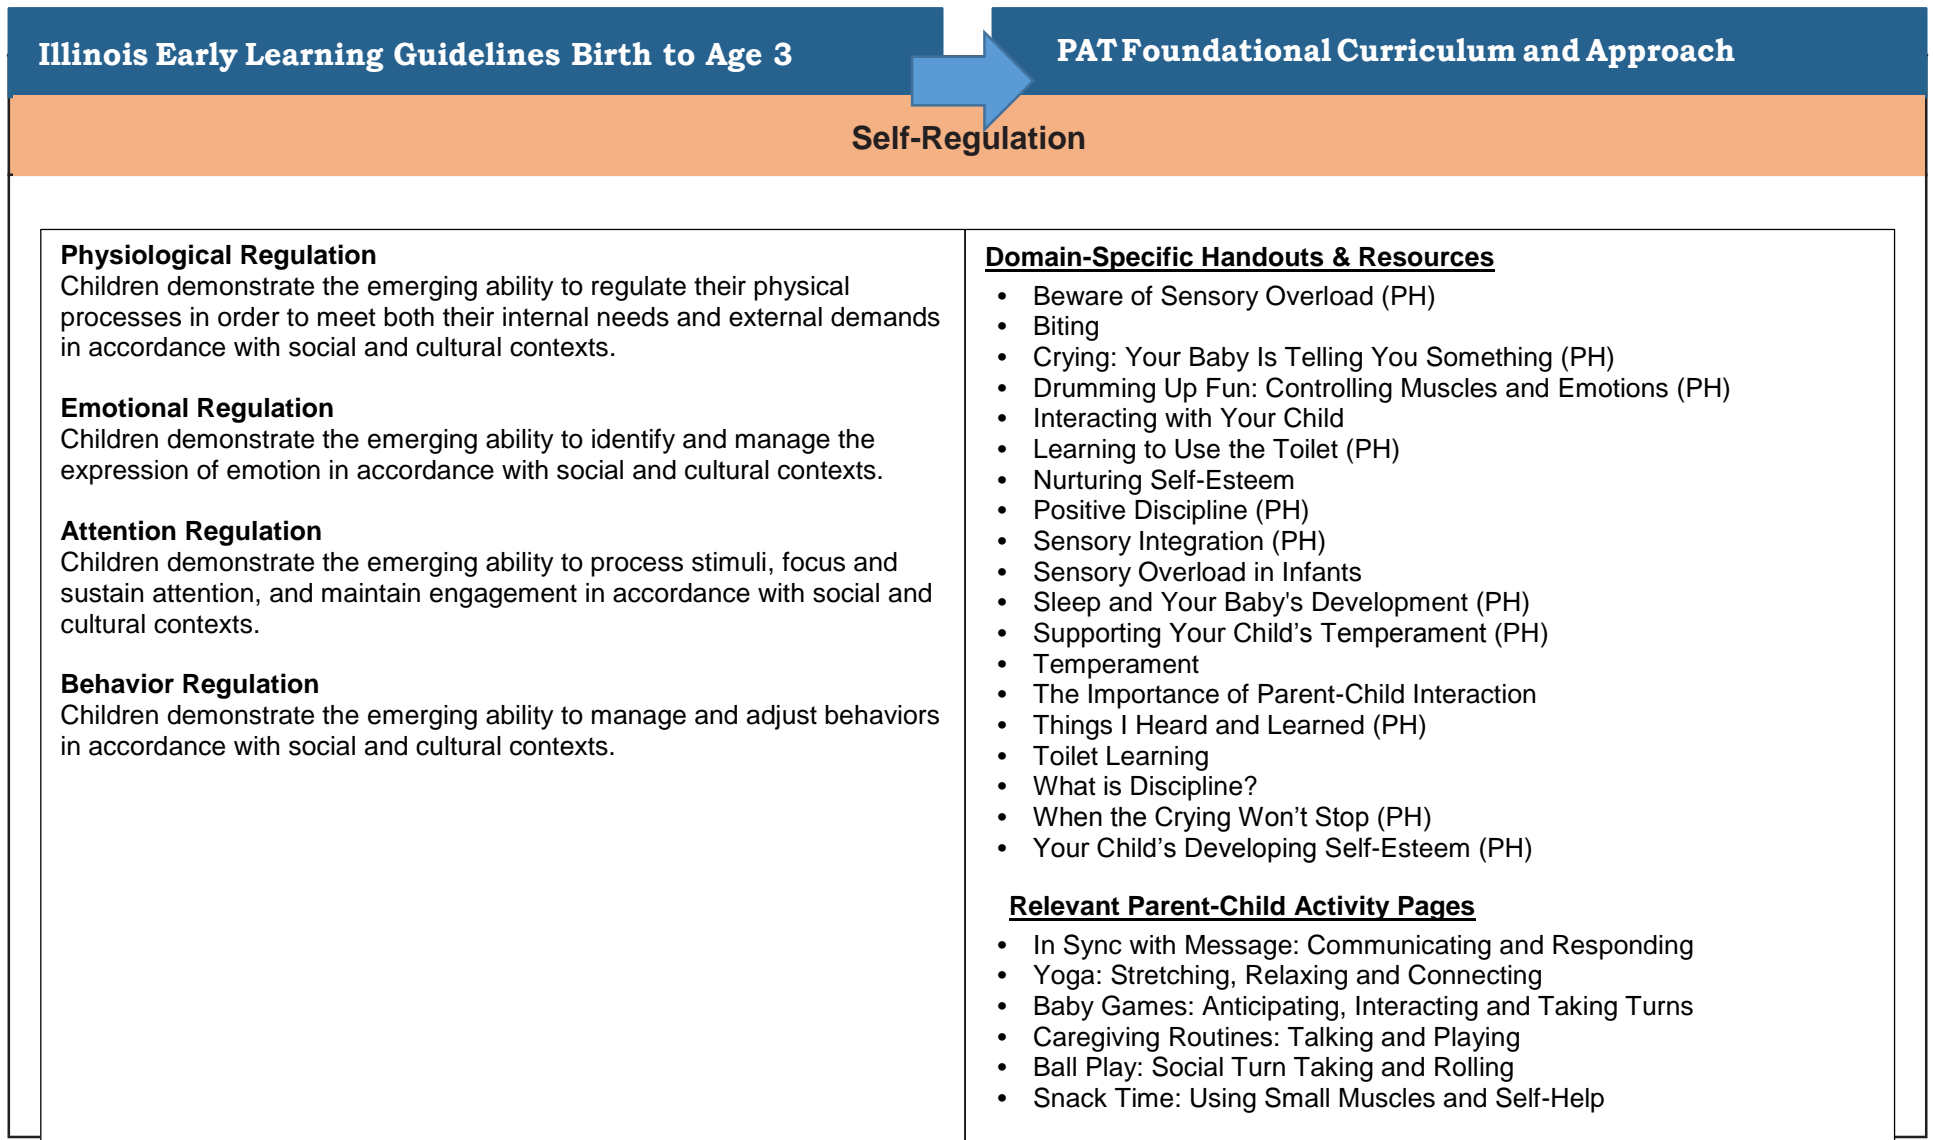 Illinois Early Learning Guidelines Birth to Age 3
PAT Foundational Curriculum and Approach
Self-Regulation
Physiological Regulation
Children demonstrate the emerging ability to regulate their physical
processes in order to meet both their internal needs and external demands
in accordance with social and cultural contexts.
Emotional Regulation
Children demonstrate the emerging ability to identify and manage the
expression of emotion in accordance with social and cultural contexts.
Attention Regulation
Children demonstrate the emerging ability to process stimuli, focus and
sustain attention, and maintain engagement in accordance with social and
cultural contexts.
Behavior Regulation
Children demonstrate the emerging ability to manage and adjust behaviors
in accordance with social and cultural contexts.
Domain-Specific Handouts & Resources
• Beware of Sensory Overload (PH)
• Biting
• Crying: Your Baby Is Telling You Something (PH)
• Drumming Up Fun: Controlling Muscles and Emotions (PH)
• Interacting with Your Child
• Learning to Use the Toilet (PH)
• Nurturing Self-Esteem
• Positive Discipline (PH)
• Sensory Integration (PH)
• Sensory Overload in Infants
• Sleep and Your Baby's Development (PH)
• Supporting Your Child’s Temperament (PH)
• Temperament
• The Importance of Parent-Child Interaction
• Things I Heard and Learned (PH)
• Toilet Learning
• What is Discipline?
• When the Crying Won’t Stop (PH)
• Your Child’s Developing Self-Esteem (PH)
Relevant Parent-Child Activity Pages
• In Sync with Message: Communicating and Responding
• Yoga: Stretching, Relaxing and Connecting
• Baby Games: Anticipating, Interacting and Taking Turns
• Caregiving Routines: Talking and Playing
• Ball Play: Social Turn Taking and Rolling
• Snack Time: Using Small Muscles and Self-Help